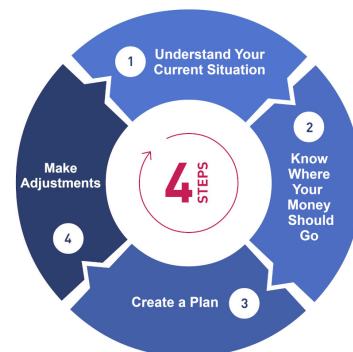 1
Understand Your
Current Situation
2
Know
Where
Your
Money
Should
Go
3
Create a Plan
4
Make
Adjustments
4
STEPS